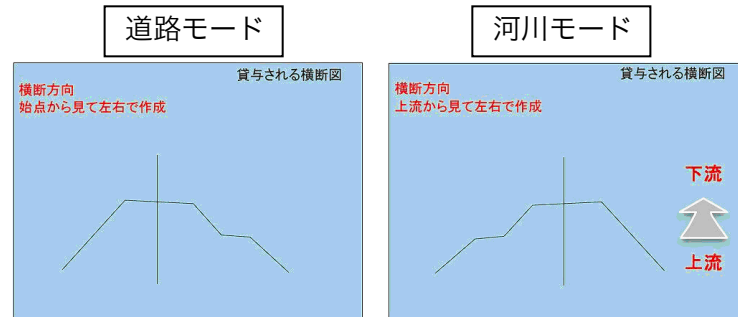 道路モード
貸与される横断図
横断方向
始点から見て左右で作成
河川モード
貸与される横断図
横断方向
上流から見て左右で作成
下流
上流